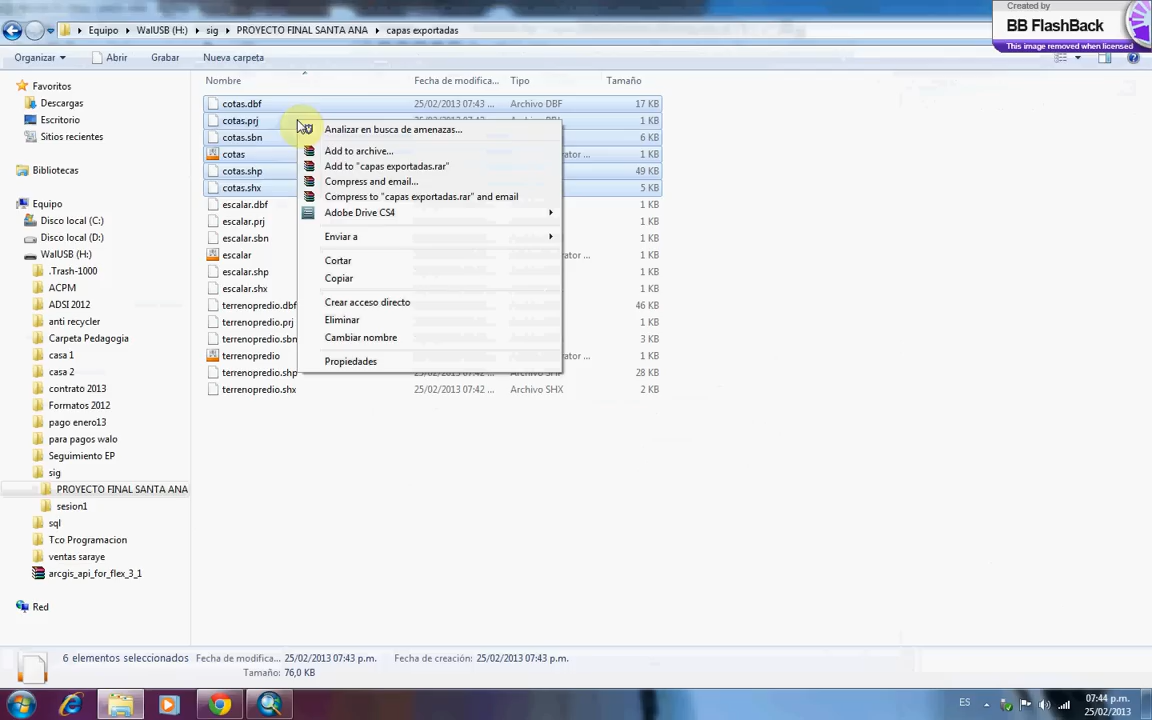 Created by
BB FlashBack
This image removed when licensed
Equipo WalUSB (H:) sig PROYECTO FINAL SANTA ANA capas exportadas
Organizar Abrir Grabar Nueva carpeta
Favoritos
Descargas
Escritorio
Sitios recientes
Bibliotecas
Equipo
Disco local (C:)
Disco local (D:)
WalUSB (H:)
.Trash-1000
ACPM
ADSI 2012
anti recycler
Carpeta Pedagogia
casa 1
casa 2
contrato 2013
Formatos 2012
pago enero13
para pagos walo
Seguimiento EP
sig
PROYECTO FINAL SANTA ANA
sesion1
sql
Tco Programacion
ventas saraye
arcgis_api_for_flex_3_1
Red
Nombre Fecha de modifica... Tipo Tamaño
cotas.dbf 25/02/2013 07:43 ... Archivo DBF 17 KB
cotas.prj 1 KB
cotas.sbn 6 KB
cotas 1 KB
cotas.shp 49 KB
cotas.shx 5 KB
escalar.dbf 1 KB
escalar.prj 1 KB
escalar.sbn 1 KB
escalar 1 KB
escalar.shp 1 KB
escalar.shx 1 KB
terrenopredio.dbf 46 KB
terrenopredio.prj 1 KB
terrenopredio.sbn 3 KB
terrenopredio 1 KB
terrenopredio.shp 25/02/2013 07:42 ... Archivo SHP 28 KB
terrenopredio.shx 25/02/2013 07:42 ... Archivo SHX 2 KB
Analizar en busca de amenazas...
Add to archive...
Add to "capas exportadas.rar"
Compress and email...
Compress to "capas exportadas.rar" and email
Adobe Drive CS4
Enviar a
Cortar
Copiar
Crear acceso directo
Eliminar
Cambiar nombre
Propiedades
6 elementos seleccionados Fecha de modifica... 25/02/2013 07:43 p.m. Fecha de creación: 25/02/2013 07:43 p.m.
Tamaño: 76,0 KB
ES
07:44 p.m.
25/02/2013